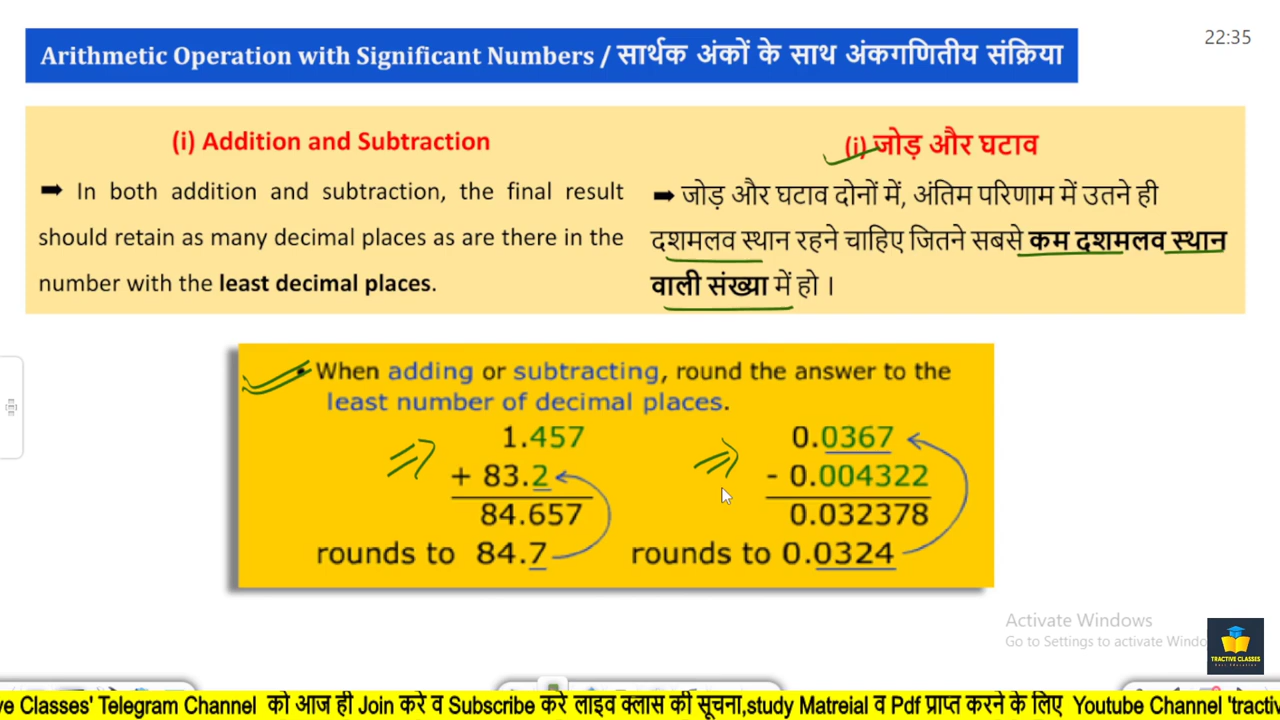 Arithmetic Operation with Significant Numbers / सार्थक अंकों के साथ अंकगणितीय संक्रिया
22:35
(i) Addition and Subtraction
➡ In both addition and subtraction, the final result
should retain as many decimal places as are there in the
number with the least decimal places.
(i) जोड़ और घटाव
➡ जोड़ और घटाव दोनों में, अंतिम परिणाम में उतने ही
दशमलव स्थान रहने चाहिए जितने सबसे कम दशमलव स्थान
वाली संख्या में हो ।
• When adding or subtracting, round the answer to the
least number of decimal places.
1.457
+ 83.2
84.657
rounds to 84.7
0.0367
- 0.004322
0.032378
rounds to 0.0324
Activate Windows
Go to Settings to activate Windo
TRACTIVE CLASSES
ve Classes' Telegram Channel को आज ही Join करे व Subscribe करे लाइव क्लास की सूचना,study Matreial व Pdf प्राप्त करने के लिए Youtube Channel 'tractiv